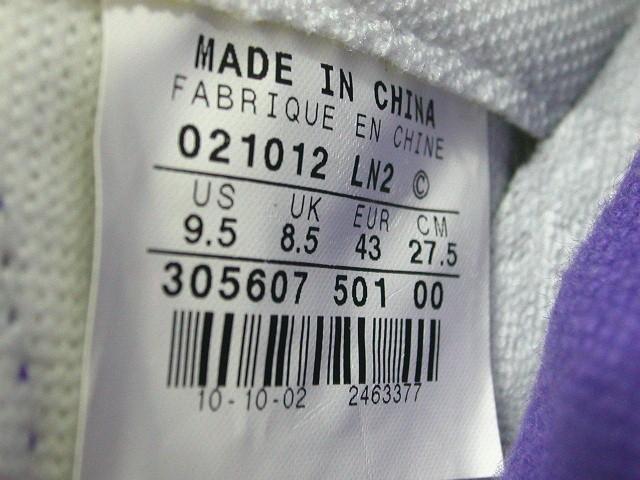 MADE IN CHINA
FABRIQUE EN CHINE
021012 LN2 ©
US UK EUR CM
9.5 8.5 43 27.5
305607 501 00
10-10-02 2463377